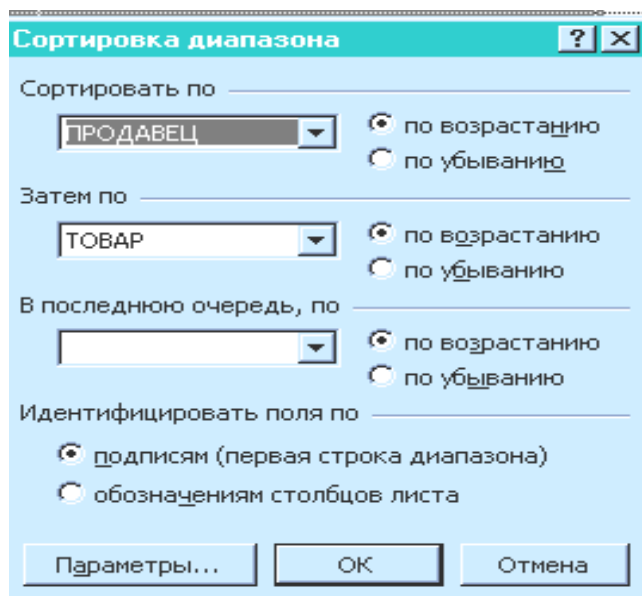 Сортировка диапазона
Сортировать по
ПРОДАВЕЦ
по возрастанию
по убыванию
Затем по
ТОВАР
по возрастанию
по убыванию
В последнюю очередь, по
по возрастанию
по убыванию
Идентифицировать поля по
подписям (первая строка диапазона)
обозначениям столбцов листа
Параметры... ОК Отмена